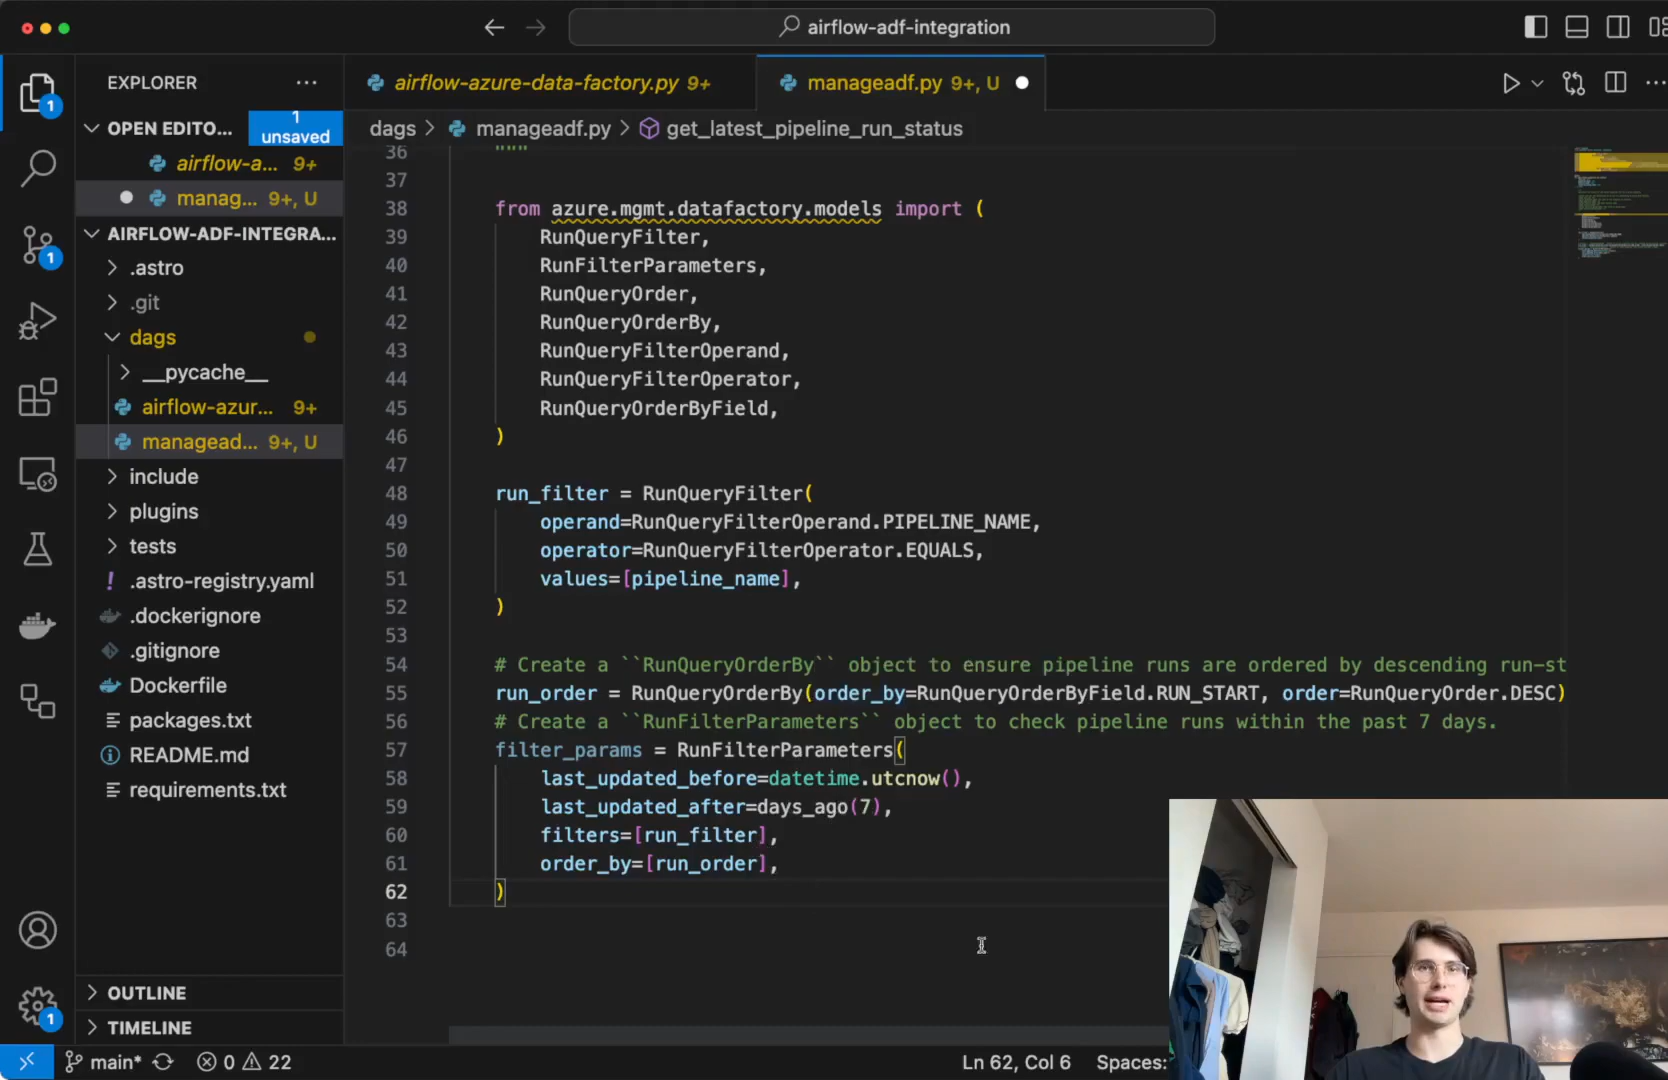 airflow-adf-integration
EXPLORER
airflow-azure-data-factory.py 9+
manageadf.py 9+, U
1
OPEN EDITO...
1 unsaved
dags > manageadf.py > get_latest_pipeline_run_status
airflow-a... 9+
manag... 9+, U
AIRFLOW-ADF-INTEGRA...
.astro
.git
dags
__pycache__
airflow-azur... 9+
managead... 9+, U
include
plugins
tests
! .astro-registry.yaml
.dockerignore
.gitignore
Dockerfile
packages.txt
README.md
requirements.txt
OUTLINE
TIMELINE
1
1
36 """
37
38 from azure.mgmt.datafactory.models import (
39 RunQueryFilter,
40 RunFilterParameters,
41 RunQueryOrder,
42 RunQueryOrderBy,
43 RunQueryFilterOperand,
44 RunQueryFilterOperator,
45 RunQueryOrderByField,
46 )
47
48 run_filter = RunQueryFilter(
49 operand=RunQueryFilterOperand.PIPELINE_NAME,
50 operator=RunQueryFilterOperator.EQUALS,
51 values=[pipeline_name],
52 )
53
54 # Create a ``RunQueryOrderBy`` object to ensure pipeline runs are ordered by descending run-st
55 run_order = RunQueryOrderBy(order_by=RunQueryOrderByField.RUN_START, order=RunQueryOrder.DESC)
56 # Create a ``RunFilterParameters`` object to check pipeline runs within the past 7 days.
57 filter_params = RunFilterParameters(
58 last_updated_before=datetime.utcnow(),
59 last_updated_after=days_ago(7),
60 filters=[run_filter],
61 order_by=[run_order],
62 )
63
64
main* 0 22
Ln 62, Col 6 Spaces: